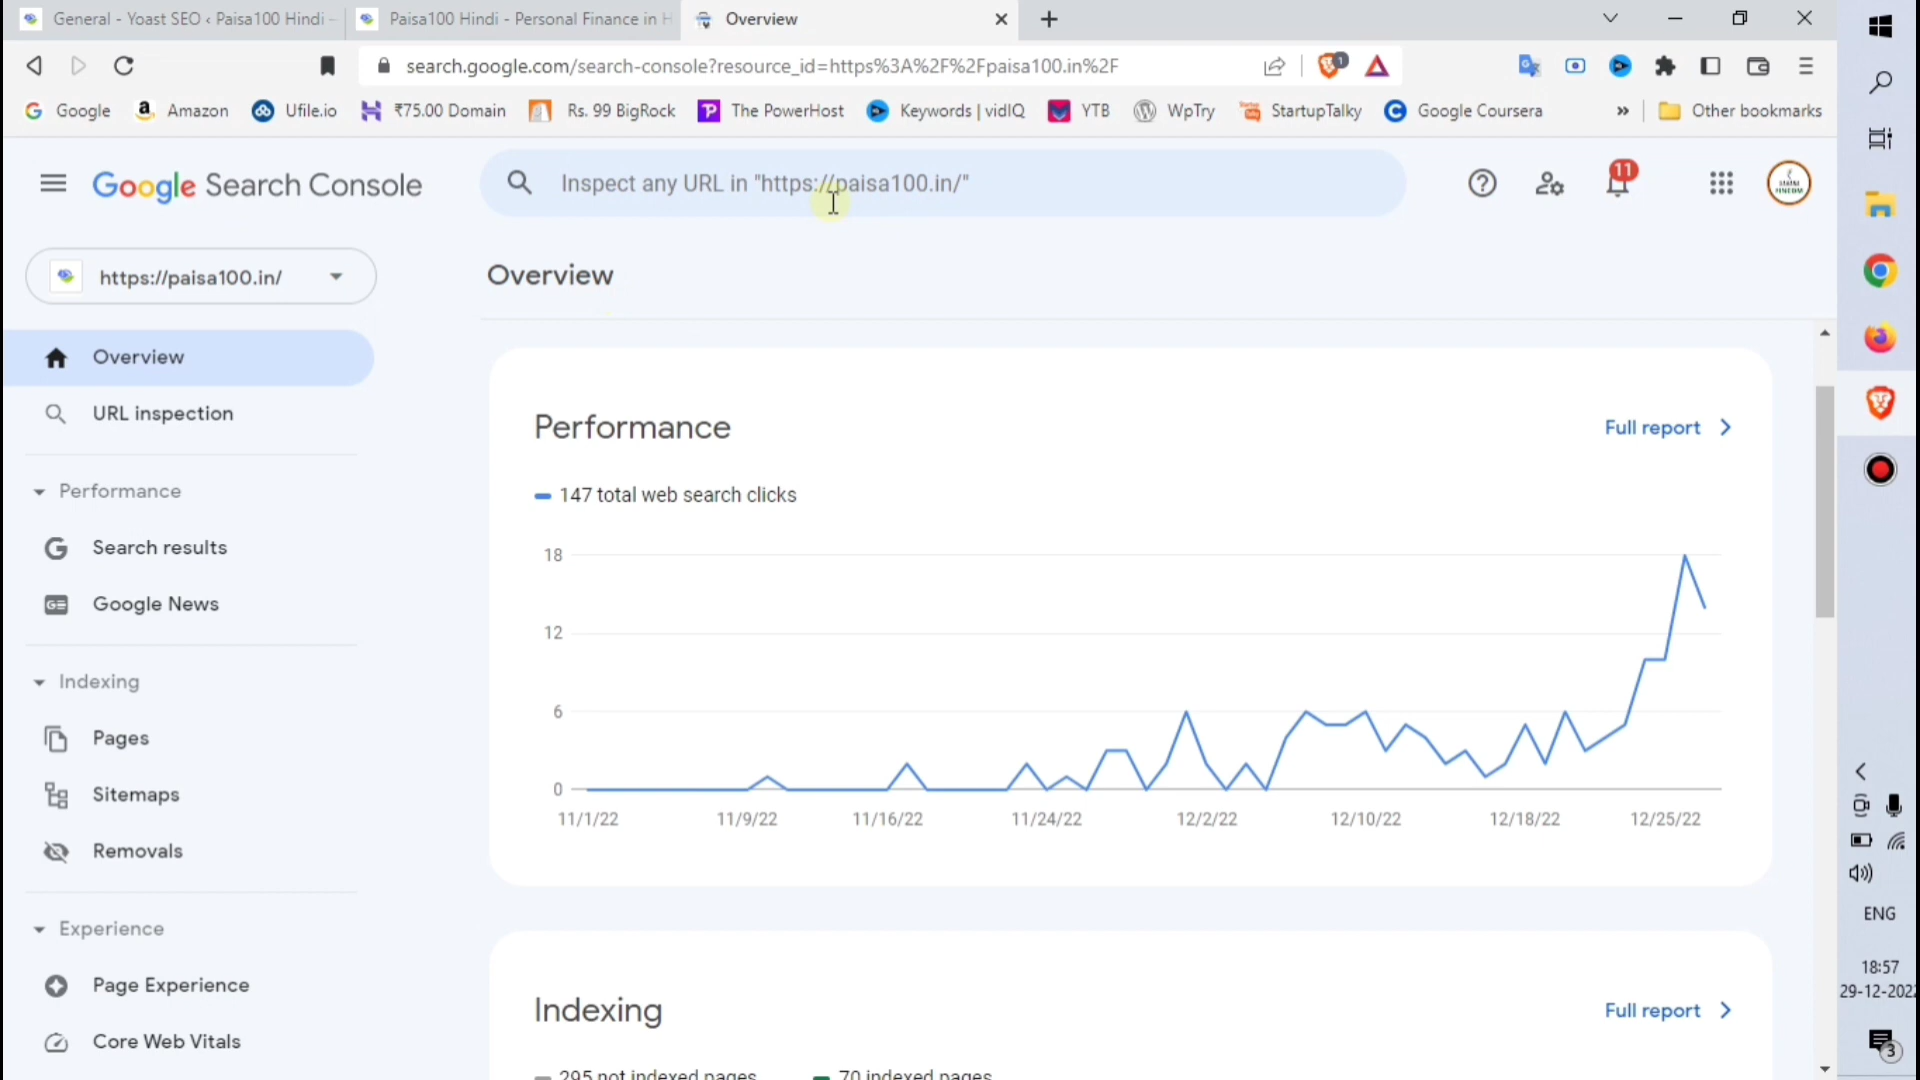 General - Yoast SEO ‹ Paisa100 Hindi -
Paisa100 Hindi - Personal Finance in H
Overview
search.google.com/search-console?resource_id=https%3A%2F%2Fpaisa100.in%2F
1
Google
Amazon
Ufile.io
₹75.00 Domain
Rs. 99 BigRock
The PowerHost
Keywords | vidIQ
YTB
WpTry
StartupTalky
Google Coursera
»
Other bookmarks
Google Search Console
Inspect any URL in "https://paisa100.in/"
11
https://paisa100.in/
Overview
Overview
URL inspection
Performance
Search results
Google News
Indexing
Pages
Sitemaps
Removals
Experience
Page Experience
Core Web Vitals
Performance
Full report
147 total web search clicks
18
12
6
0
11/1/22
11/9/22
11/16/22
11/24/22
12/2/22
12/10/22
12/18/22
12/25/22
Indexing
Full report
295 not indexed pages
70 indexed pages
ENG
18:57
29-12-2022
3